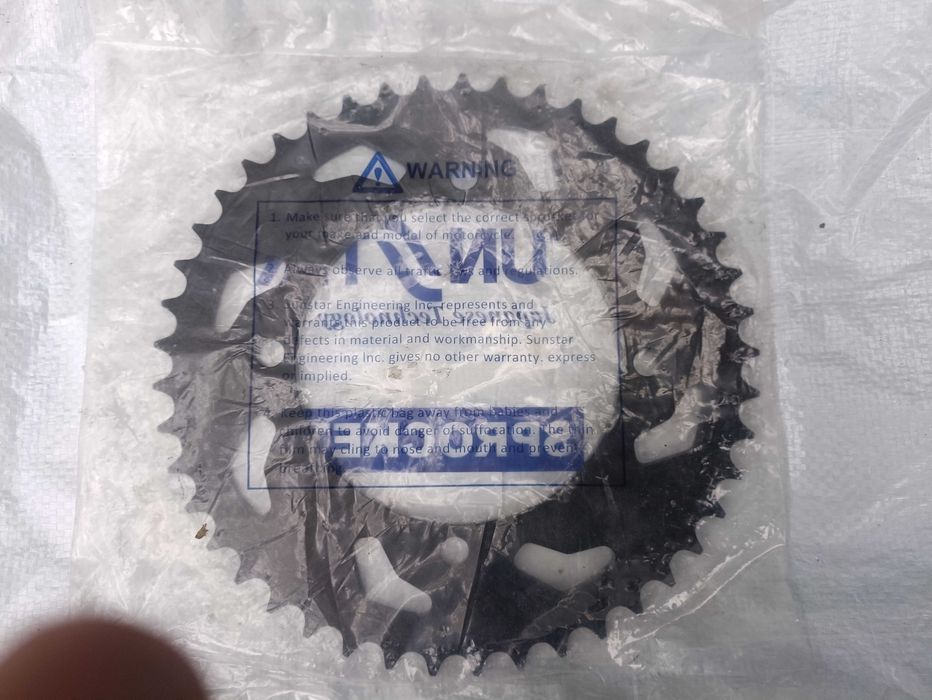 WARNING
1. Make sure that you select the correct sprocket for
your make and model of motorcycle.
Always observe all traffic laws and regulations.
3. Sunstar Engineering Inc. represents and
warrants this product to be free from any
defects in material and workmanship. Sunstar
Engineering Inc. gives no other warranty. express
or implied.
4. Keep this plastic bag away from babies and
children to avoid danger of suffocation. The thin
film may cling to nose and mouth and prevent
breathing.
Japanese Technology